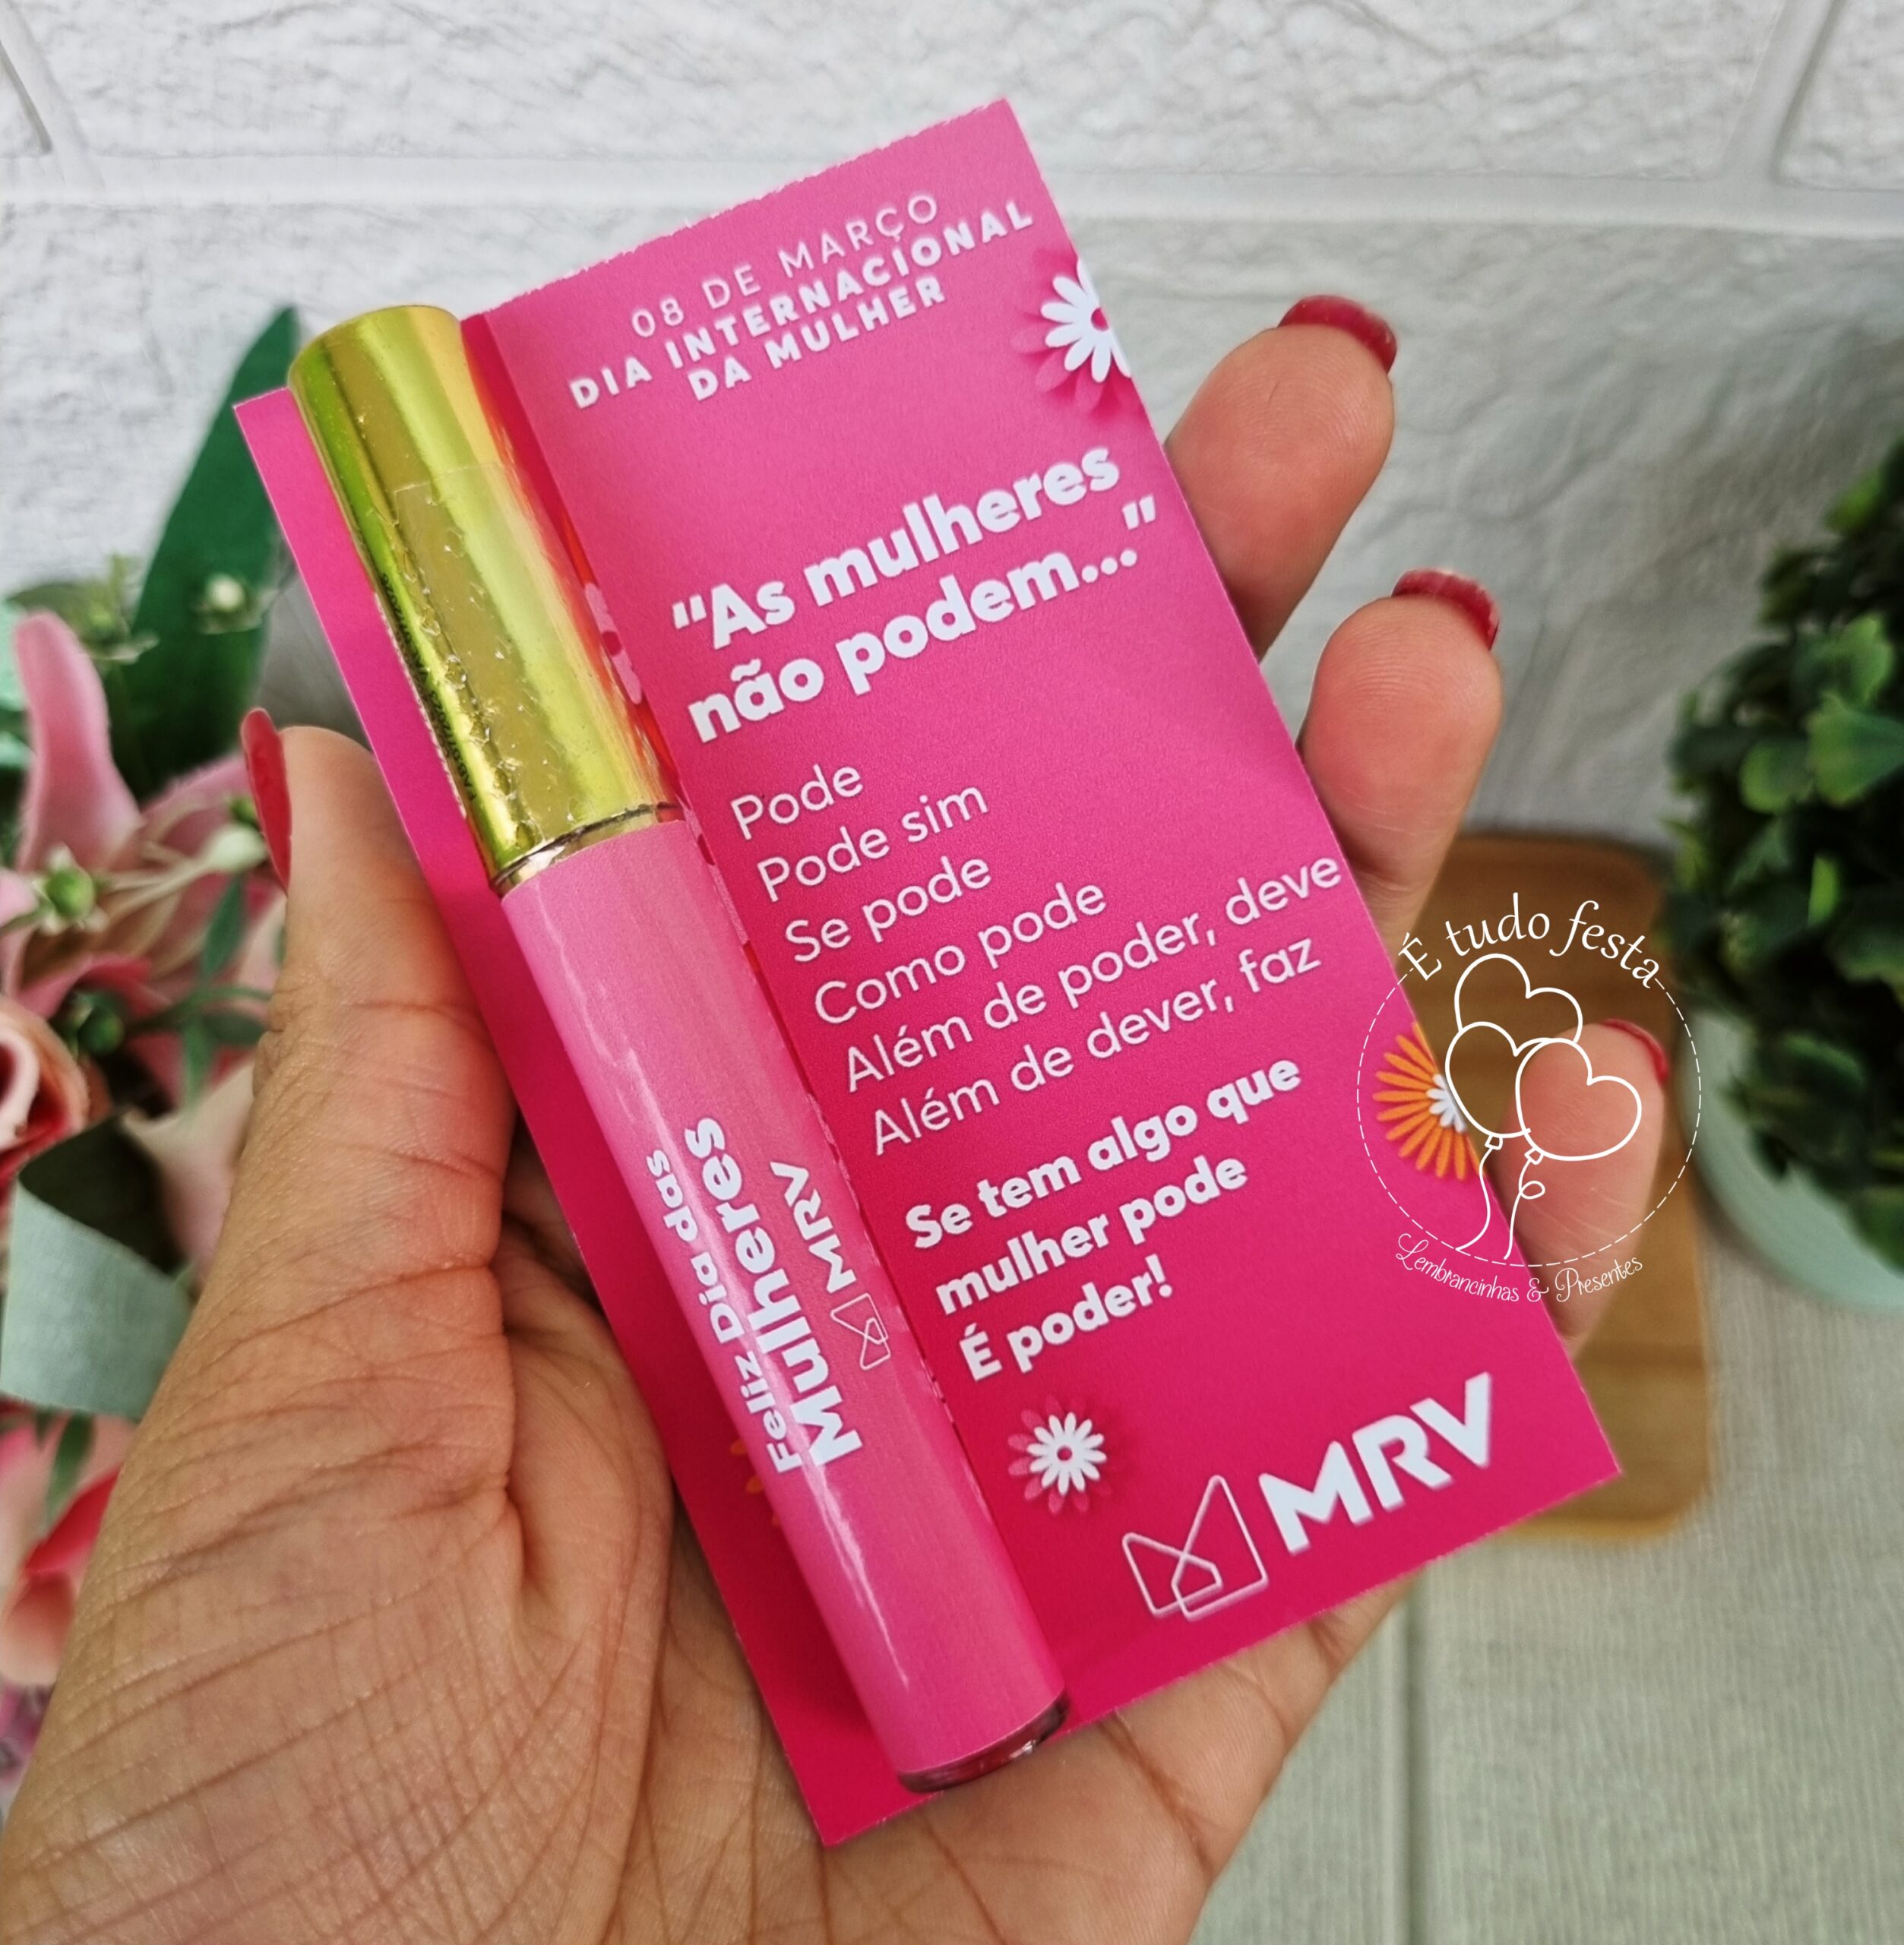 08 DE MARÇO
DIA INTERNACIONAL
DA MULHER
"As mulheres
não podem..."
Pode
Pode sim
Se pode
Como pode
Além de poder, deve
Além de dever, faz
Se tem algo que
mulher pode
É poder!
MRV
Feliz Dia das
Mulheres
MRV
É tudo festa
Lembrancinhas & Presentes